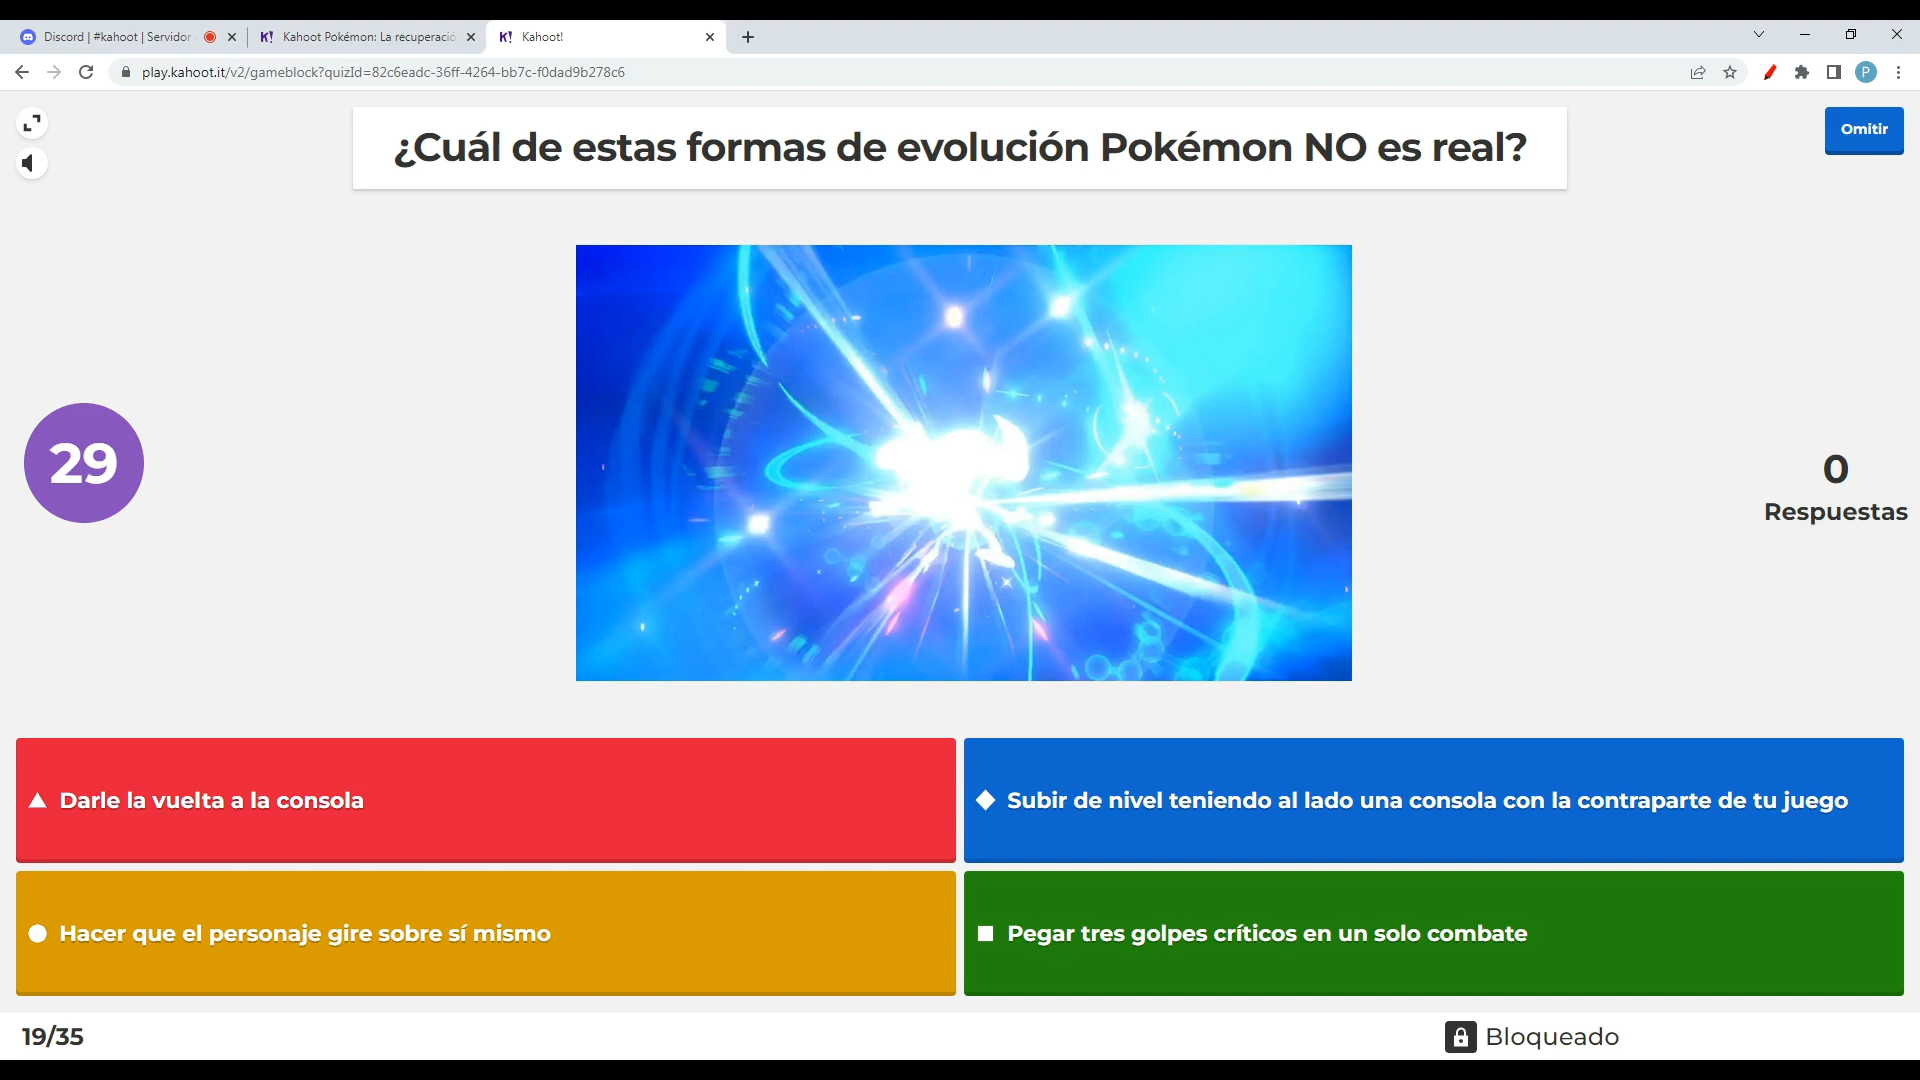 Discord | #kahoot | Servidor
Kahoot Pokémon: La recuperació
Kahoot!
play.kahoot.it/v2/gameblock?quizId=82c6eadc-36ff-4264-bb7c-f0dad9b278c6
P
¿Cuál de estas formas de evolución Pokémon NO es real?
Omitir
29
0
Respuestas
Darle la vuelta a la consola
Subir de nivel teniendo al lado una consola con la contraparte de tu juego
Hacer que el personaje gire sobre sí mismo
Pegar tres golpes críticos en un solo combate
19/35
Bloqueado